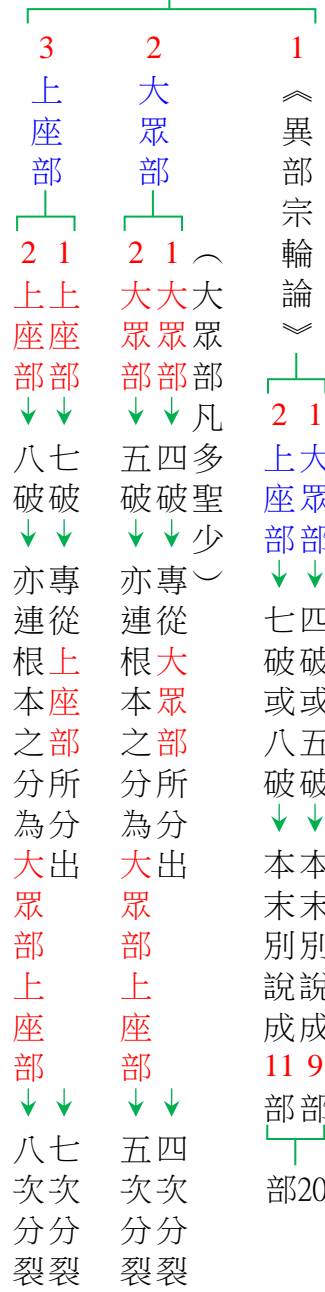 1《異部宗輪論》
1大眾部→四破或五破→本末別說成9部
2上座部→七破或八破→本末別說成11部
20部
2大眾部
(大眾部凡多聖少)
1大眾部→四破→專從大眾部所分出→四次分裂
2大眾部→五破→亦連根本之分為大眾部上座部→五次分裂
3上座部
1上座部→七破→專從上座部所分出→七次分裂
2上座部→八破→亦連根本之分為大眾部上座部→八次分裂